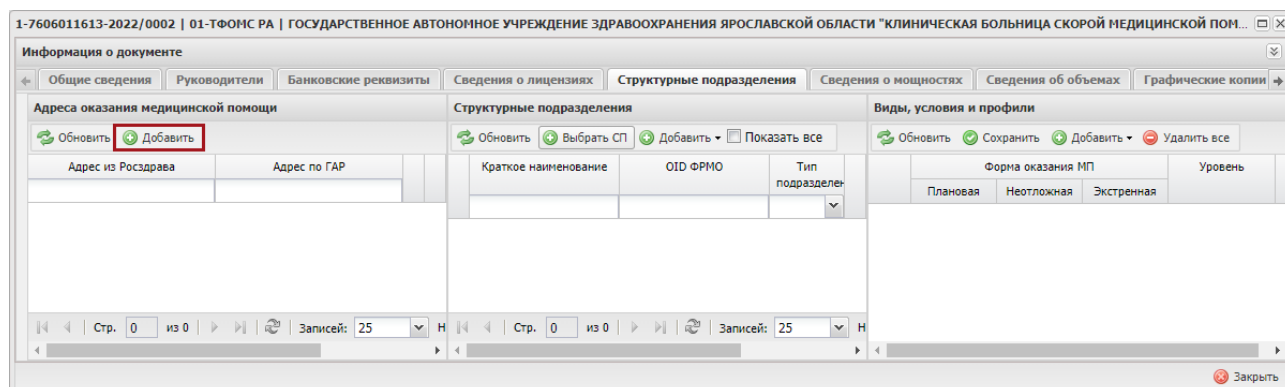 1-7606011613-2022/0002 | 01-ТФОМС РА | ГОСУДАРСТВЕННОЕ АВТОНОМНОЕ УЧРЕЖДЕНИЕ ЗДРАВООХРАНЕНИЯ ЯРОСЛАВСКОЙ ОБЛАСТИ "КЛИНИЧЕСКАЯ БОЛЬНИЦА СКОРОЙ МЕДИЦИНСКОЙ ПОМ...
Информация о документе
Общие сведения Руководители Банковские реквизиты Сведения о лицензиях Структурные подразделения Сведения о мощностях Сведения об объемах Графические копии
Адреса оказания медицинской помощи
Обновить Добавить
Адрес из Росздрава Адрес по ГАР
Стр. 0 из 0 Записей: 25 Н
Структурные подразделения
Обновить Выбрать СП Добавить Показать все
Краткое наименование OID ФРМО Тип
подразделен
Стр. 0 из 0 Записей: 25 Н
Виды, условия и профили
Обновить Сохранить Добавить Удалить все
Форма оказания МП Уровень
Плановая Неотложная Экстренная
Закрыть